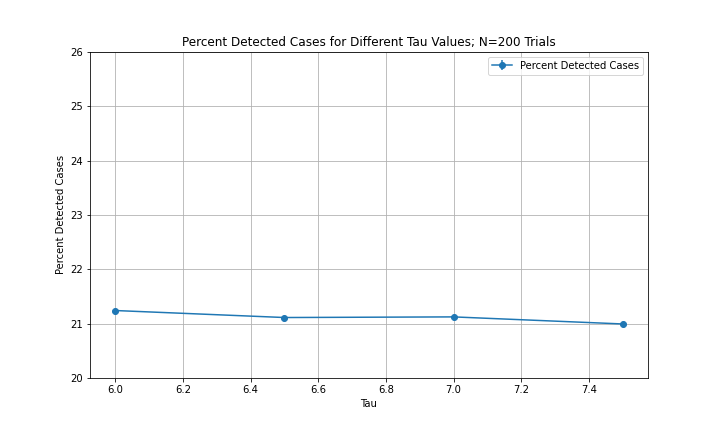 Percent Detected Cases for Different Tau Values; N=200 Trials
Percent Detected Cases
26
25
24
23
22
21
20
Percent Detected Cases
6.0 6.2 6.4 6.6 6.8 7.0 7.2 7.4
Tau